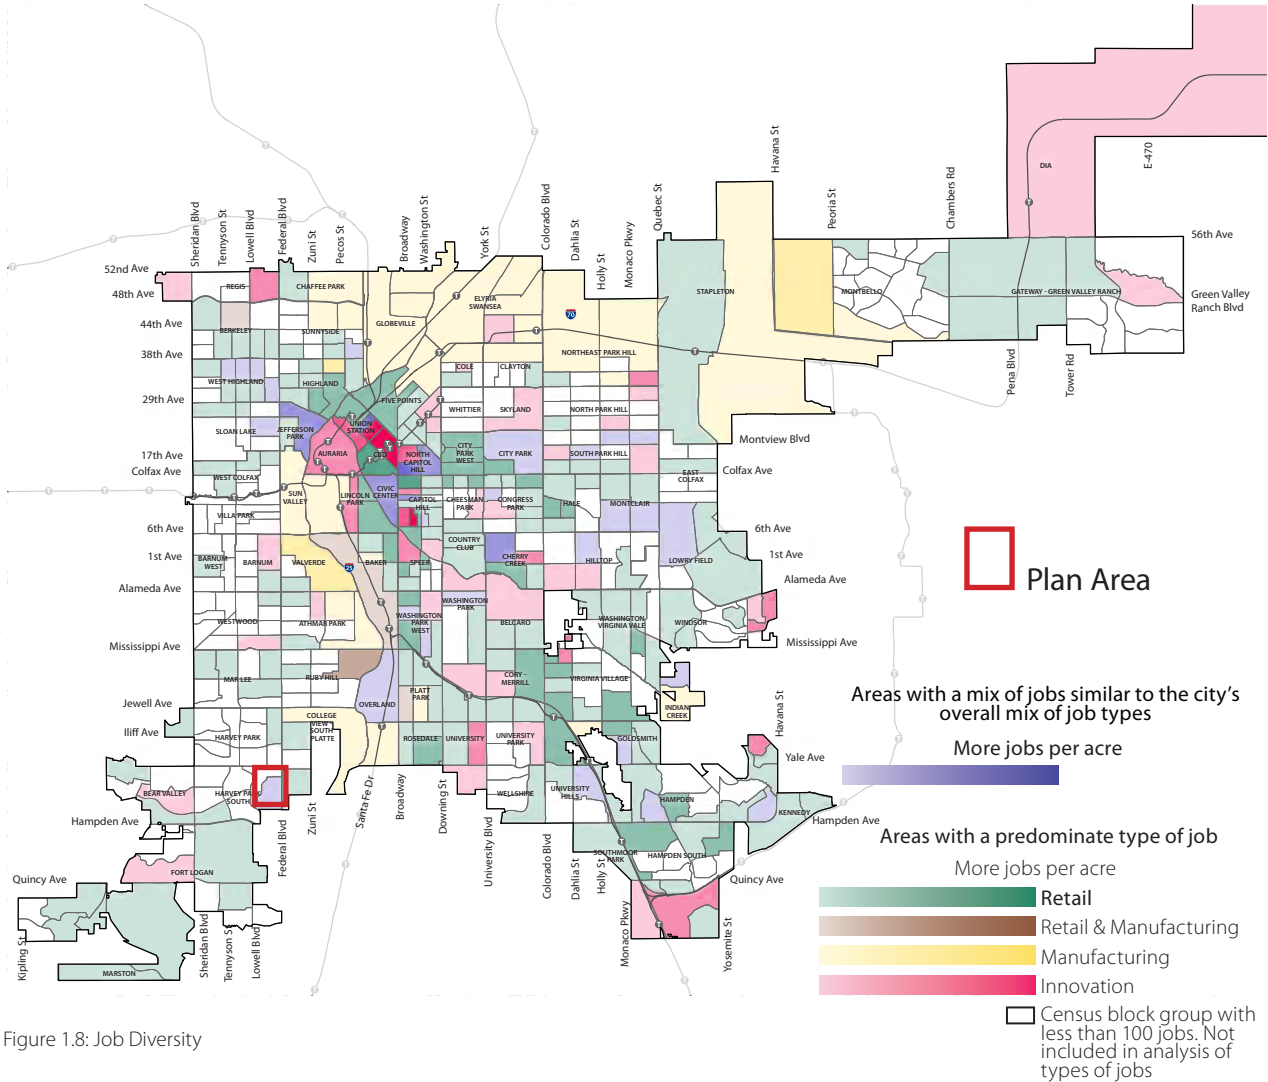 Sheridan Blvd
Tennyson St
Lowell Blvd
Federal Blvd
Zuni St
Pecos St
Broadway
Washington St
York St
Colorado Blvd
Dahlia St
Holly St
Monaco Pkwy
Quebec St
Havana St
Peoria St
Chambers Rd
E-470
DIA
56th Ave
52nd Ave
48th Ave
44th Ave
38th Ave
29th Ave
17th Ave
Colfax Ave
6th Ave
1st Ave
Alameda Ave
Mississippi Ave
Jewell Ave
Iliff Ave
Hampden Ave
Quincy Ave
Green Valley
Ranch Blvd
Pena Blvd
Tower Rd
Montview Blvd
Colfax Ave
6th Ave
1st Ave
Alameda Ave
Mississippi Ave
Havana St
Yale Ave
Hampden Ave
Quincy Ave
REGIS
CHAFFEE PARK
BERKELEY
SUNNYSIDE
GLOBEVILLE
ELYRIA
SWANSEA
70
STAPLETON
MONTBELLO
GATEWAY - GREEN VALLEY RANCH
NORTHEAST PARK HILL
WEST HIGHLAND
HIGHLAND
COLE
CLAYTON
FIVE POINTS
WHITTIER
SKYLAND
NORTH PARK HILL
SLOAN LAKE
JEFFERSON
PARK
UNION
STATION
AURARIA
CBD
NORTH
CAPITOL
HILL
CITY
PARK
WEST
CITY PARK
SOUTH PARK HILL
EAST
COLFAX
WEST COLFAX
SUN
VALLEY
LINCOLN
PARK
CIVIC
CENTER
CAPITOL
HILL
CHEESMAN
PARK
CONGRESS
PARK
HALE
MONTCLAIR
VILLA PARK
BARNUM
WEST
BARNUM
VALVERDE
25
BAKER
SPEER
COUNTRY
CLUB
CHERRY
CREEK
HILLTOP
LOWRY FIELD
WESTWOOD
ATHMAR PARK
WASHINGTON
PARK
WEST
WASHINGTON
PARK
BELCARO
WASHINGTON
VIRGINIA VALE
WINDSOR
MAR LEE
RUBY HILL
OVERLAND
PLATT
PARK
CORY -
MERRILL
VIRGINIA VILLAGE
INDIAN
CREEK
HARVEY PARK
COLLEGE
VIEW
SOUTH
PLATTE
ROSEDALE
UNIVERSITY
UNIVERSITY
PARK
GOLDSMITH
BEAR VALLEY
HARVEY PARK
SOUTH
WELLSHIRE
UNIVERSITY
HILLS
HAMPDEN
KENNEDY
SOUTHMOOR
PARK
HAMPDEN SOUTH
FORT LOGAN
MARSTON
Kipling St
Sheridan Blvd
Tennyson St
Lowell Blvd
Federal Blvd
Zuni St
Santa Fe Dr
Broadway
Downing St
University Blvd
Colorado Blvd
Dahlia St
Holly St
Monaco Pkwy
Yosemite St
Plan Area
Areas with a mix of jobs similar to the city's
overall mix of job types
More jobs per acre
Areas with a predominate type of job
More jobs per acre
Retail
Retail & Manufacturing
Manufacturing
Innovation
Census block group with
less than 100 jobs. Not
included in analysis of
types of jobs
Figure 1.8: Job Diversity